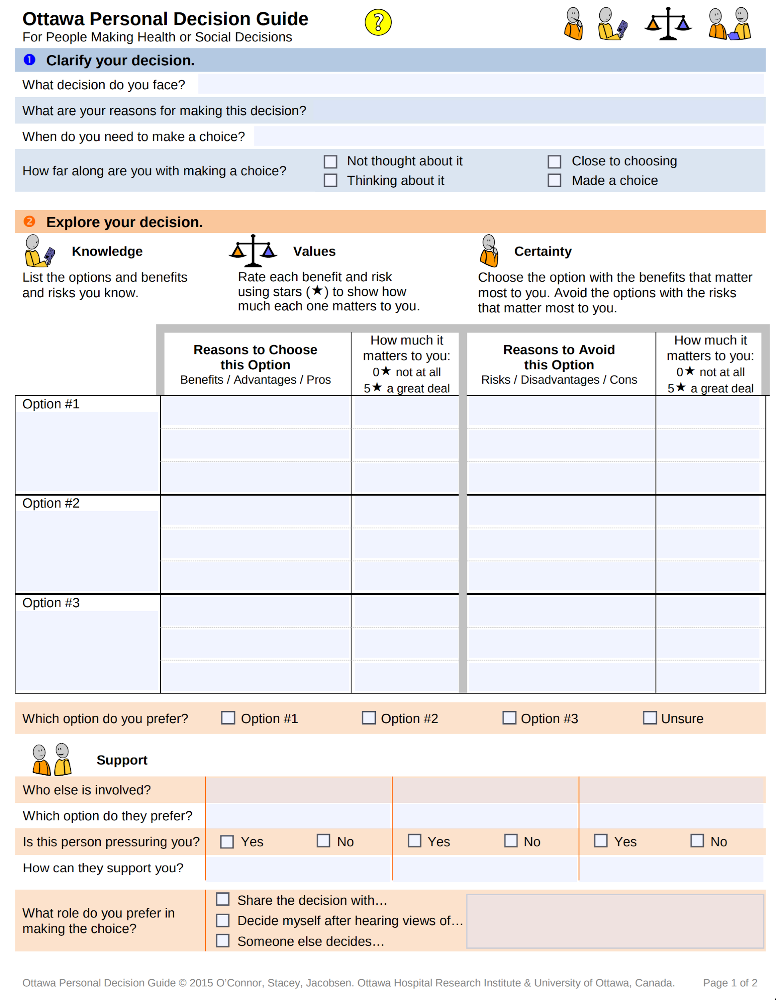 Ottawa Personal Decision Guide
?
For People Making Health or Social Decisions
❶ Clarify your decision.
What decision do you face?
What are your reasons for making this decision?
When do you need to make a choice?
How far along are you with making a choice?
Not thought about it
Close to choosing
Thinking about it
Made a choice
❷ Explore your decision.
Knowledge
List the options and benefits
and risks you know.
Values
Rate each benefit and risk
using stars (★) to show how
much each one matters to you.
Certainty
Choose the option with the benefits that matter
most to you. Avoid the options with the risks
that matter most to you.
Reasons to Choose
this Option
Benefits / Advantages / Pros
How much it
matters to you:
0★ not at all
5★ a great deal
Reasons to Avoid
this Option
Risks / Disadvantages / Cons
How much it
matters to you:
0★ not at all
5★ a great deal
Option #1
Option #2
Option #3
Which option do you prefer? Option #1 Option #2 Option #3 Unsure
Support
Who else is involved?
Which option do they prefer?
Is this person pressuring you? Yes No Yes No Yes No
How can they support you?
What role do you prefer in
making the choice?
Share the decision with…
Decide myself after hearing views of…
Someone else decides…
Ottawa Personal Decision Guide © 2015 O’Connor, Stacey, Jacobsen. Ottawa Hospital Research Institute & University of Ottawa, Canada. Page 1 of 2